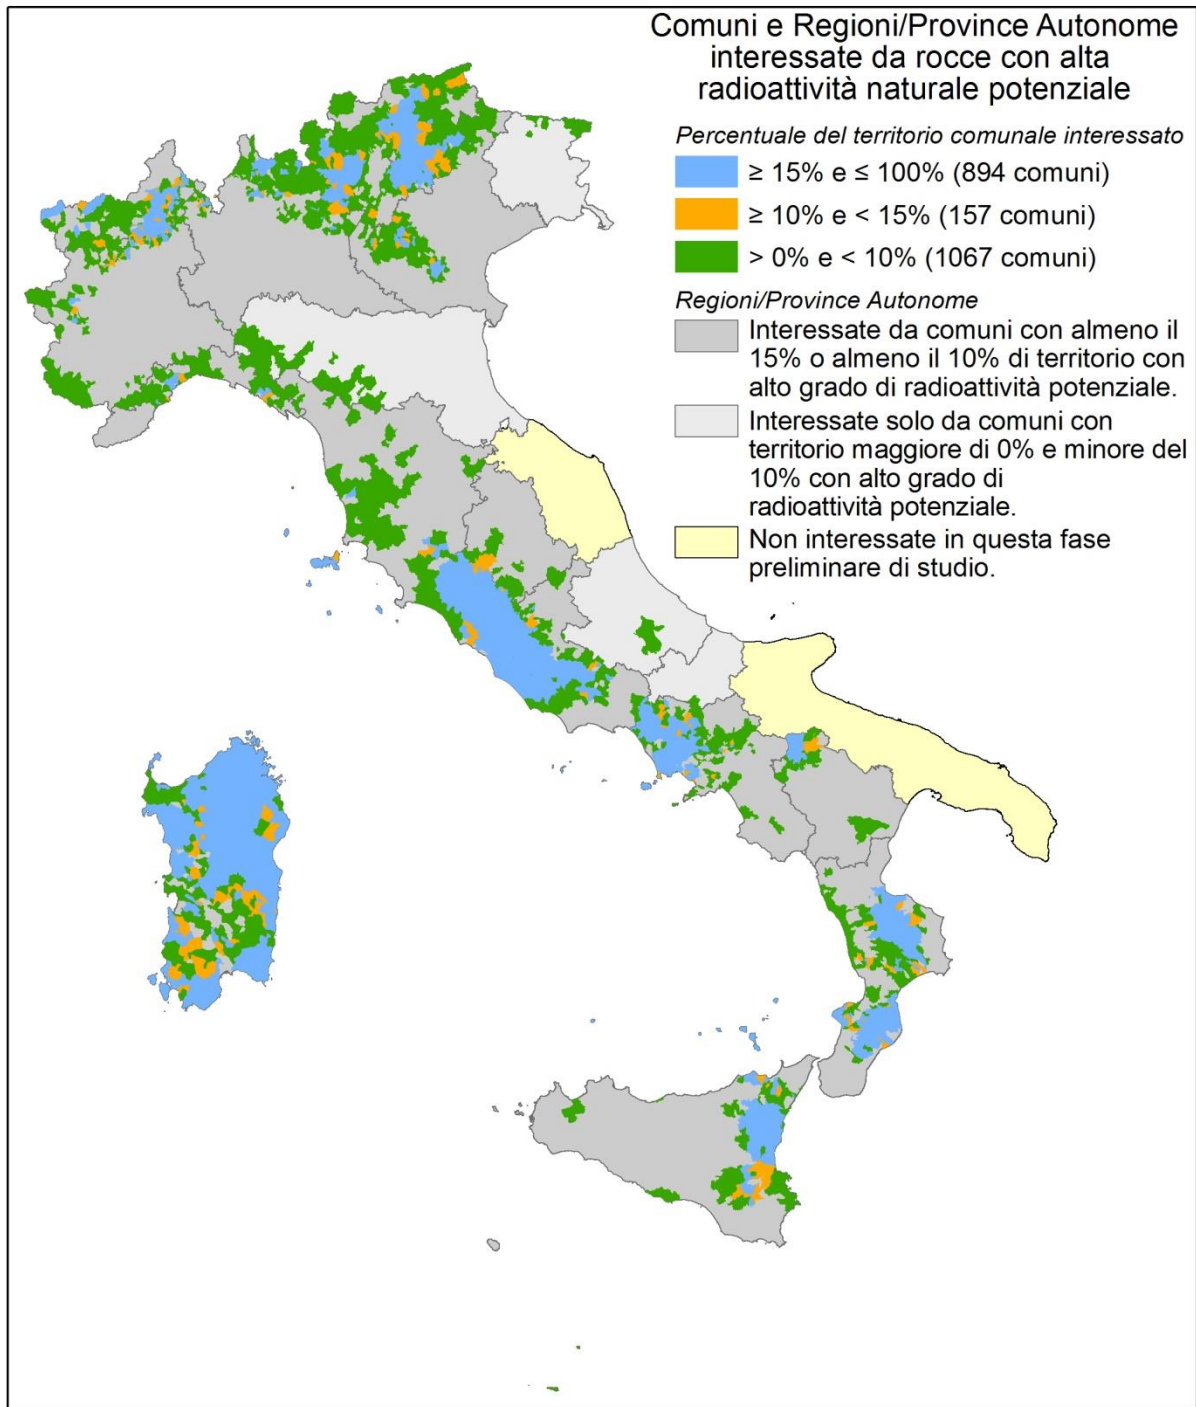 Comuni e Regioni/Province Autonome
interessate da rocce con alta
radioattività naturale potenziale
Percentuale del territorio comunale interessato
≥ 15% e ≤ 100% (894 comuni)
≥ 10% e < 15% (157 comuni)
> 0% e < 10% (1067 comuni)
Regioni/Province Autonome
Interessate da comuni con almeno il
15% o almeno il 10% di territorio con
alto grado di radioattività potenziale.
Interessate solo da comuni con
territorio maggiore di 0% e minore del
10% con alto grado di
radioattività potenziale.
Non interessate in questa fase
preliminare di studio.